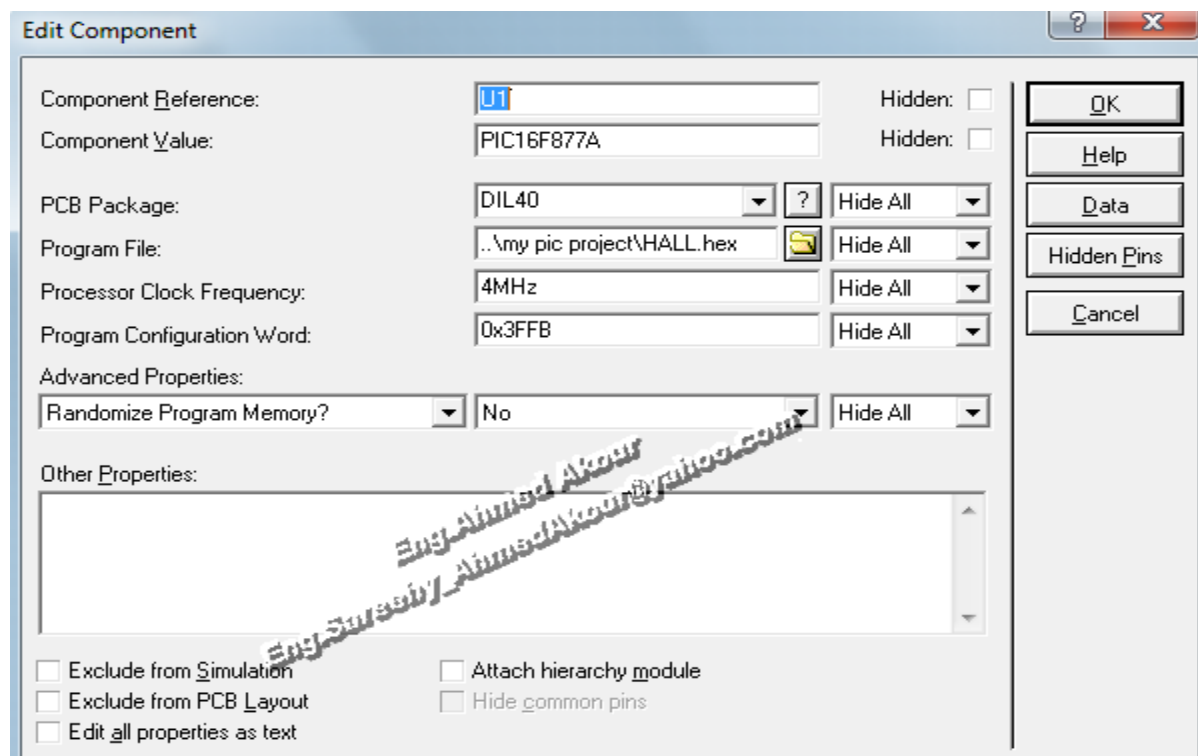 Edit Component
?
X
Component Reference: U1 Hidden:
Component Value: PIC16F877A Hidden:
PCB Package: DIL40 ? Hide All
Program File: ..\my pic project\HALL.hex Hide All
Processor Clock Frequency: 4MHz Hide All
Program Configuration Word: 0x3FFB Hide All
Advanced Properties:
Randomize Program Memory? No Hide All
Other Properties:
Eng.Ahmed Akour
Exclude from Simulation Attach hierarchy module
Exclude from PCB Layout Hide common pins
Edit all properties as text
OK
Help
Data
Hidden Pins
Cancel